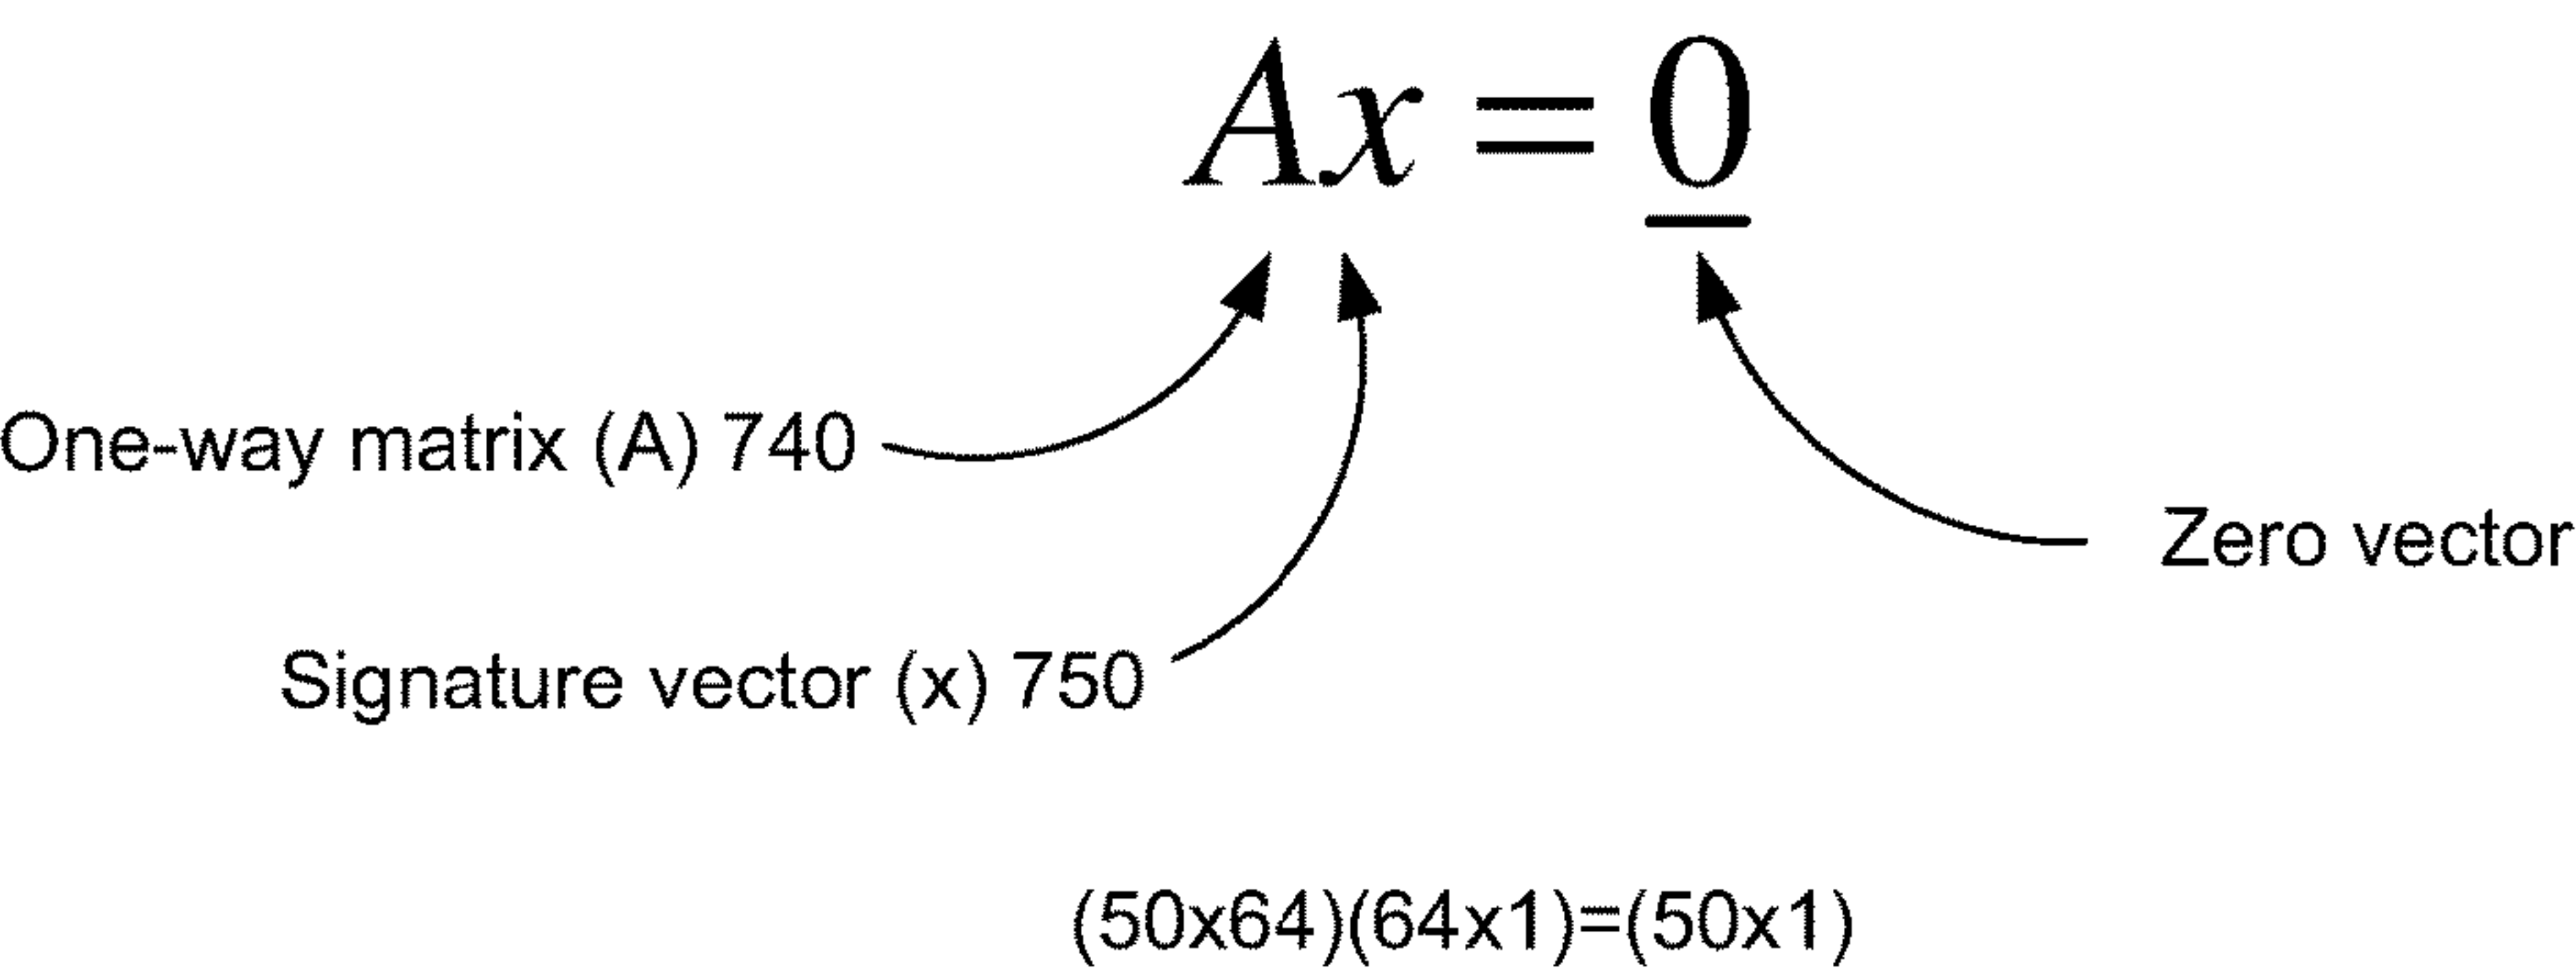 Ax = 0
One-way matrix (A) 740
Zero vector
Signature vector (x) 750
(50x64)(64x1)=(50x1)